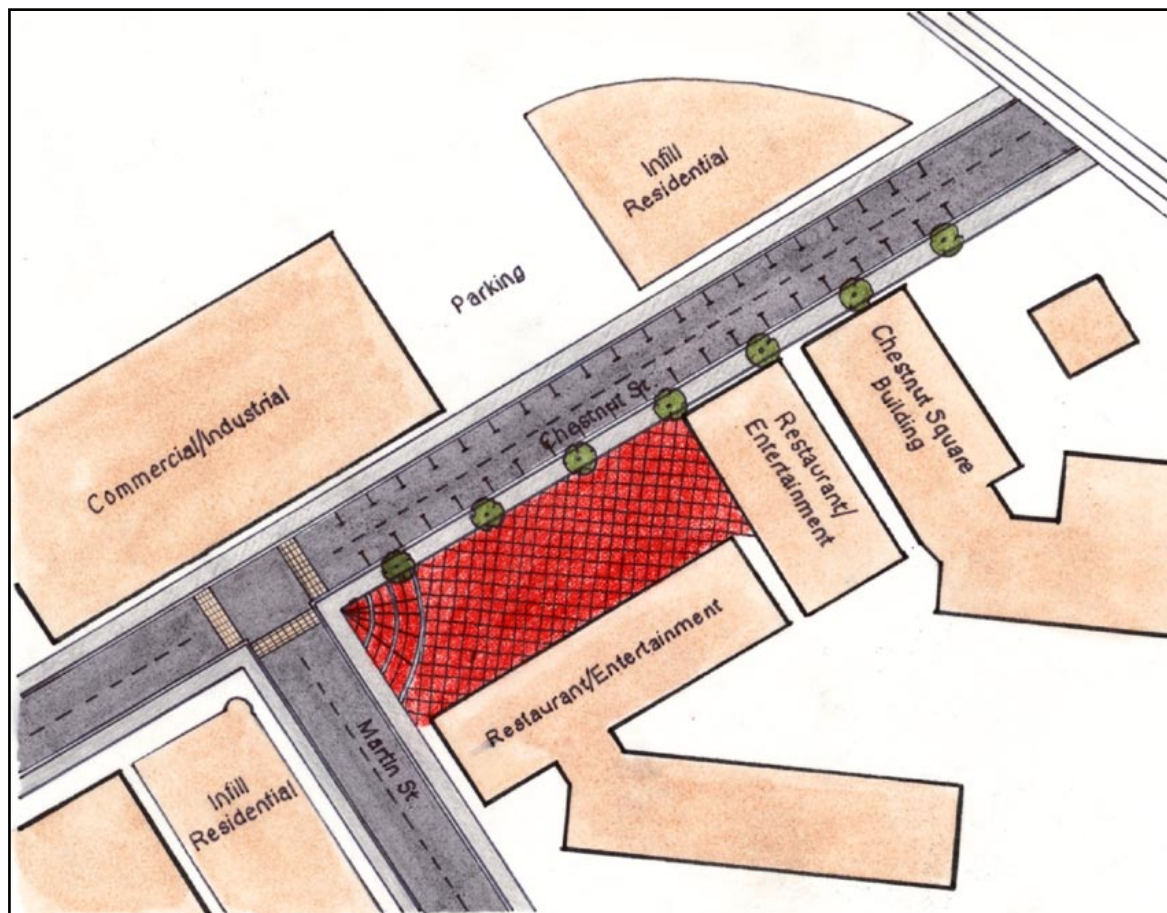 Infill
Residential
Parking
Commercial/Industrial
Chestnut St
Chestnut Square
Building
Restaurant/
Entertainment
Restaurant/Entertainment
Martin St
Infill
Residential